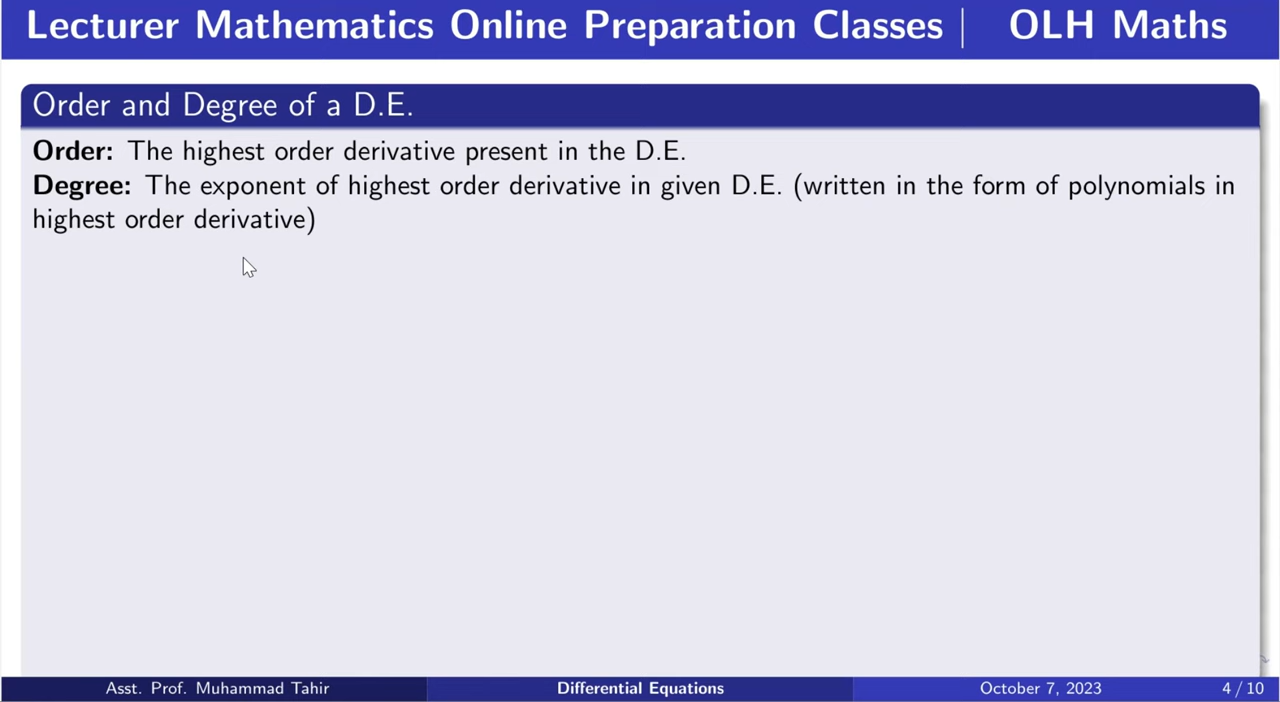 Lecturer Mathematics Online Preparation Classes | OLH Maths
Order and Degree of a D.E.
Order: The highest order derivative present in the D.E.
Degree: The exponent of highest order derivative in given D.E. (written in the form of polynomials in
highest order derivative)
Asst. Prof. Muhammad Tahir
Differential Equations
October 7, 2023
4 / 10